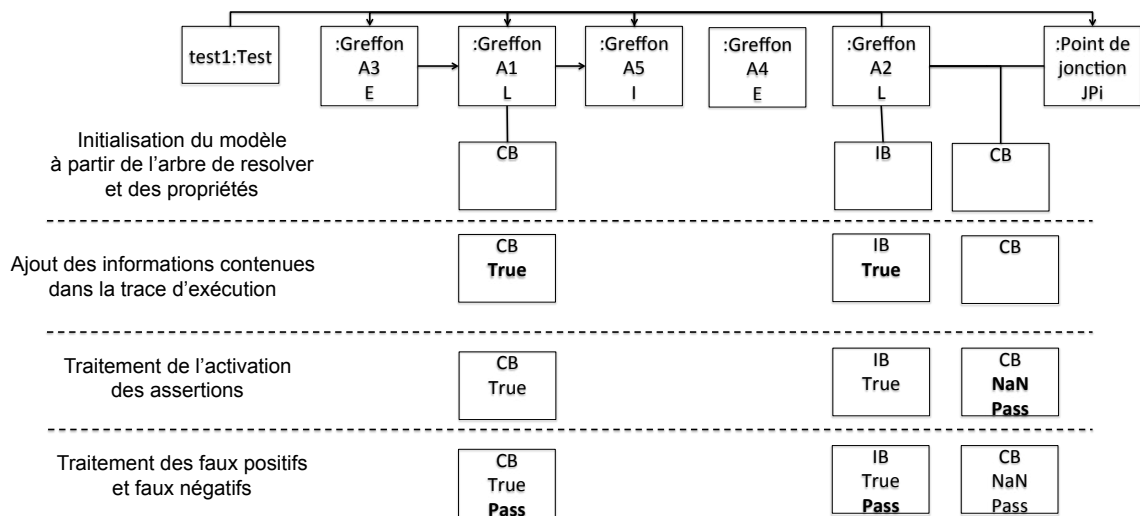 test1:Test
:Greffon
A3
E
:Greffon
A1
L
:Greffon
A5
I
:Greffon
A4
E
:Greffon
A2
L
:Point de
jonction
JPi
Initialisation du modèle
à partir de l’arbre de resolver
et des propriétés
CB
IB
CB
Ajout des informations contenues
dans la trace d’exécution
CB
True
IB
True
CB
Traitement de l’activation
des assertions
CB
True
IB
True
CB
NaN
Pass
Traitement des faux positifs
et faux négatifs
CB
True
Pass
IB
True
Pass
CB
NaN
Pass